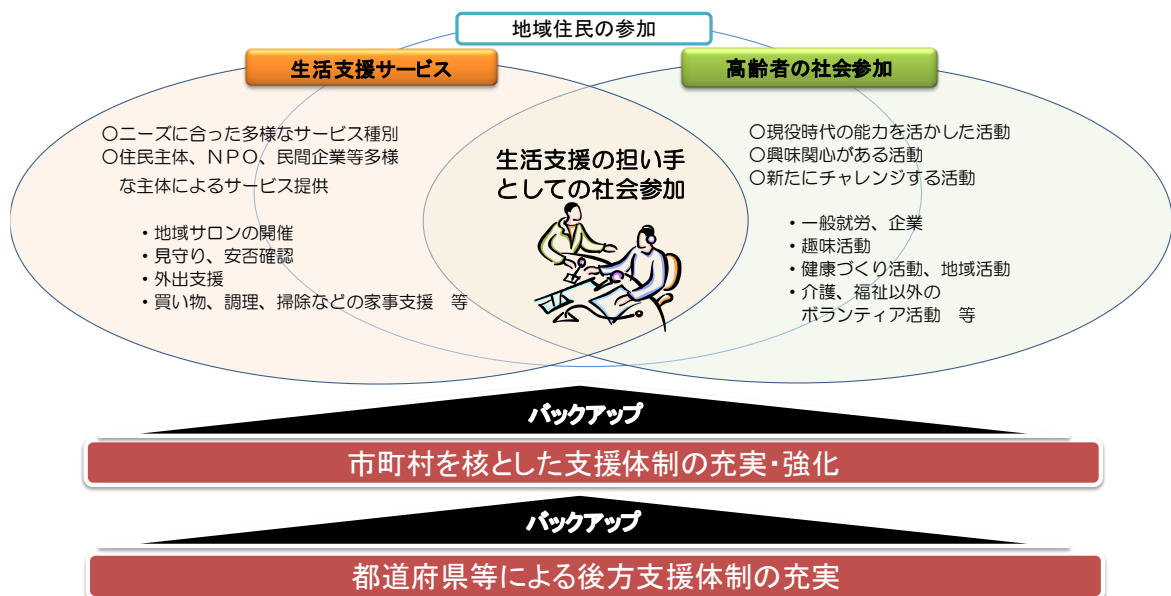 地域住民の参加
生活支援サービス
高齢者の社会参加
○ニーズに合った多様なサービス種別
○住民主体、NPO、民間企業等多様
な主体によるサービス提供
・地域サロンの開催
・見守り、安否確認
・外出支援
・買い物、調理、掃除などの家事支援 等
生活支援の担い手
としての社会参加
○現役時代の能力を活かした活動
○興味関心がある活動
○新たにチャレンジする活動
・一般就労、企業
・趣味活動
・健康づくり活動、地域活動
・介護、福祉以外の
ボランティア活動 等
バックアップ
市町村を核とした支援体制の充実・強化
バックアップ
都道府県等による後方支援体制の充実